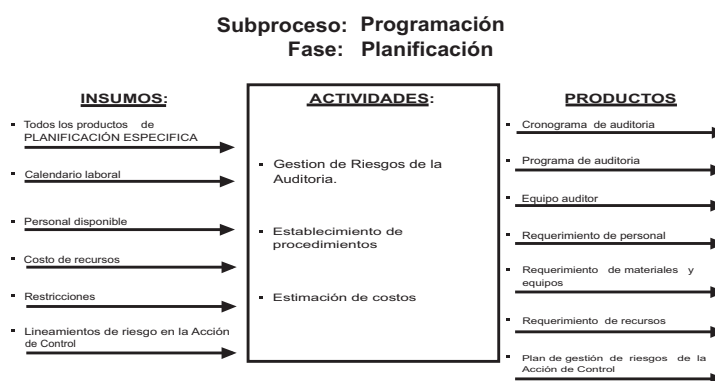 Subproceso: Programación
Fase: Planificación
INSUMOS:
▪ Todos los productos de
PLANIFICACIÓN ESPECIFICA
▪ Calendario laboral
▪ Personal disponible
▪ Costo de recursos
▪ Restricciones
▪ Lineamientos de riesgo en la Acción
de Control
ACTIVIDADES:
▪ Gestion de Riesgos de la
Auditoria.
▪ Establecimiento de
procedimientos
▪ Estimación de costos
PRODUCTOS
▪ Cronograma de auditoria
▪ Programa de auditoria
▪ Equipo auditor
▪ Requerimiento de personal
▪ Requerimiento de materiales y
equipos
▪ Requerimiento de recursos
▪ Plan de gestión de riesgos de la
Acción de Control